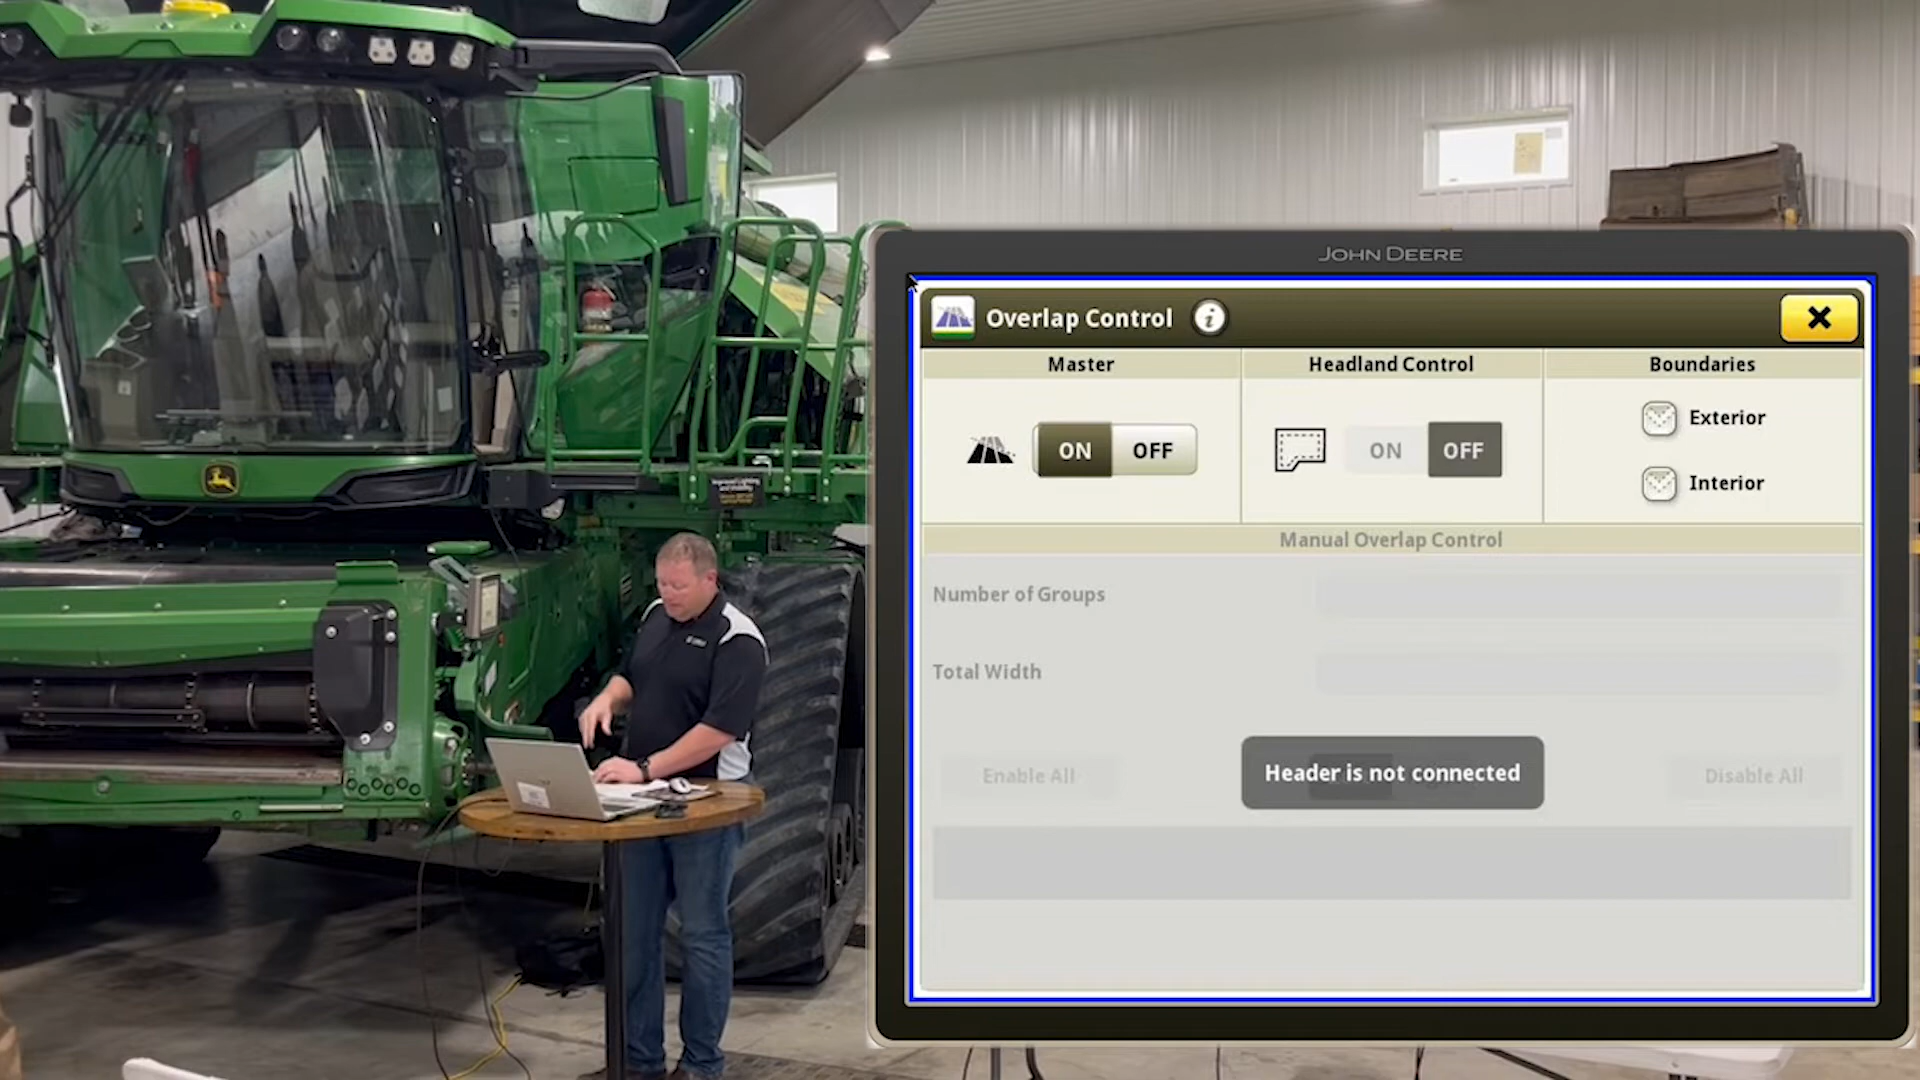 JOHN DEERE
Overlap Control i
Master
Headland Control
Boundaries
ON OFF
ON OFF
Exterior
Interior
Manual Overlap Control
Number of Groups
Total Width
Enable All
Header is not connected
Disable All